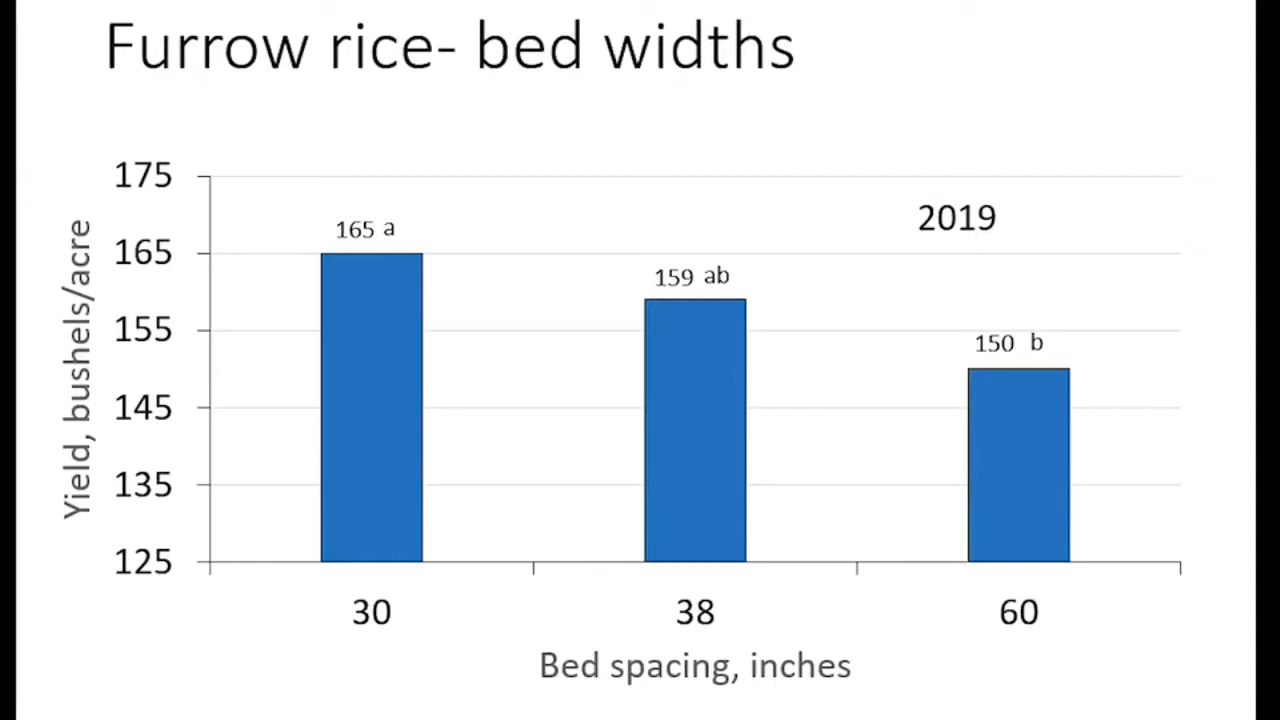 Furrow rice- bed widths
175
2019
165 a
165
159 ab
155
150 b
145
135
125
Yield, bushels/acre
30 38 60
Bed spacing, inches